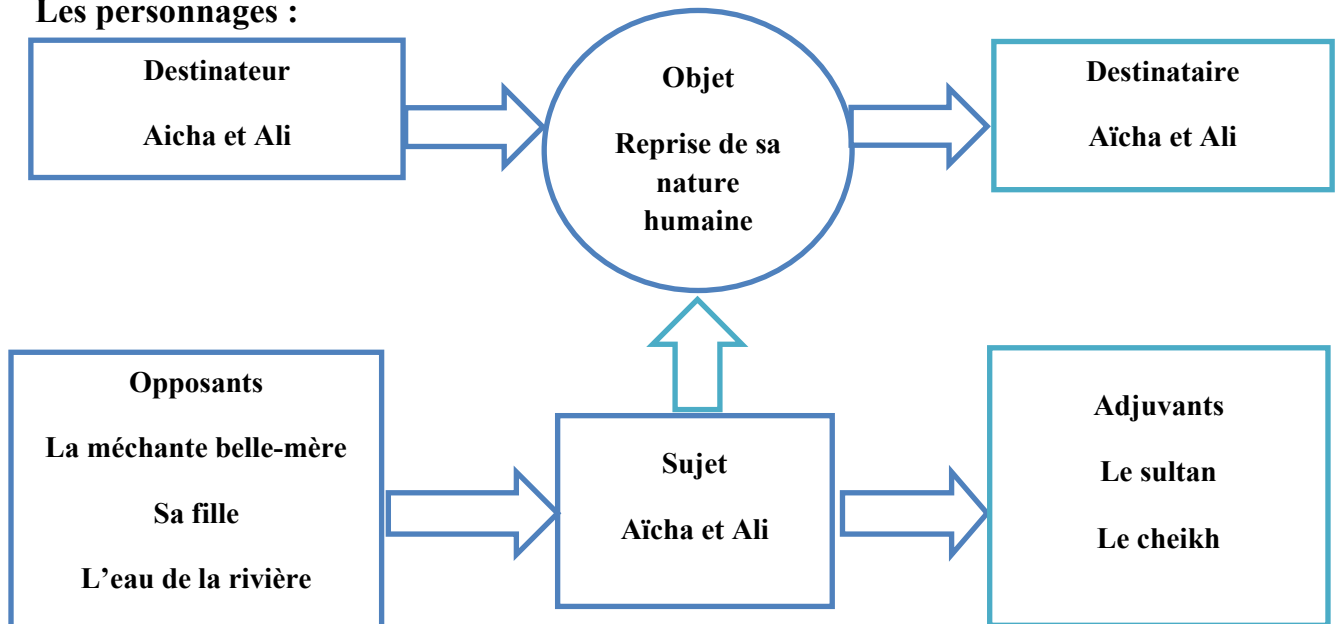 Les personnages :
Destinateur
Aicha et Ali
Objet
Reprise de sa
nature
humaine
Destinataire
Aïcha et Ali
Opposants
La méchante belle-mère
Sa fille
L'eau de la rivière
Sujet
Aïcha et Ali
Adjuvants
Le sultan
Le cheikh